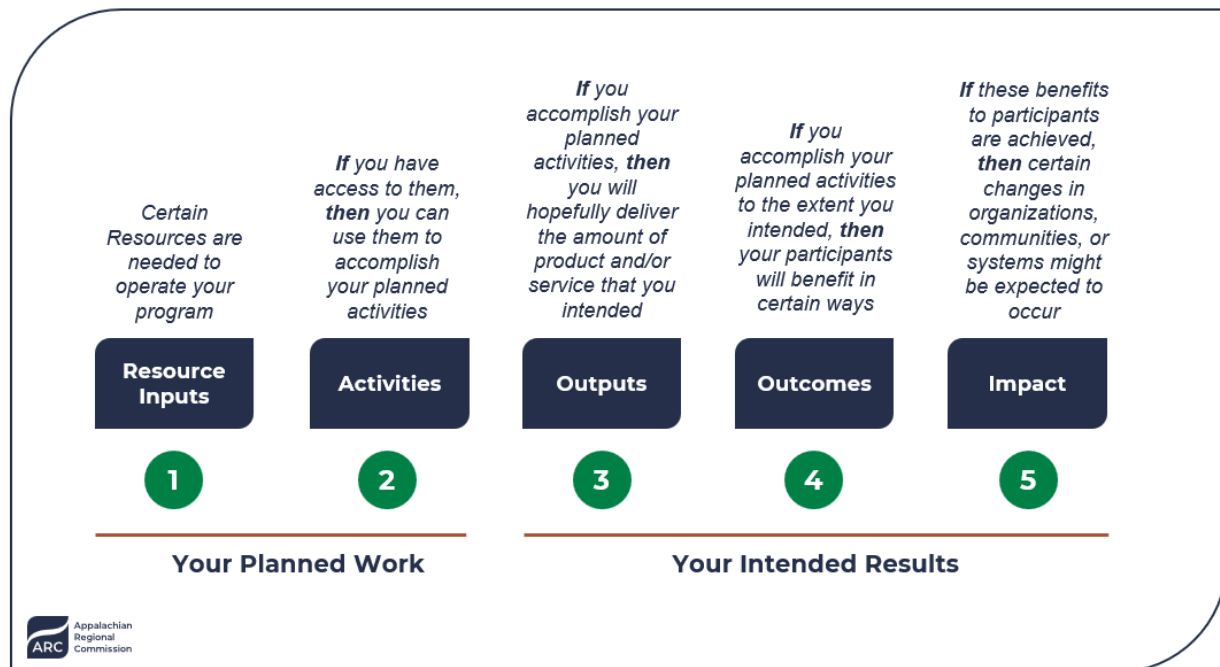 Certain
Resources are
needed to
operate your
program
If you have
access to them,
then you can
use them to
accomplish
your planned
activities
If you
accomplish your
planned
activities, then
you will
hopefully deliver
the amount of
product and/or
service that you
intended
If you
accomplish your
planned activities
to the extent you
intended, then
your participants
will benefit in
certain ways
If these benefits
to participants
are achieved,
then certain
changes in
organizations,
communities, or
systems might
be expected to
occur
Resource
Inputs
Activities
Outputs
Outcomes
Impact
1
2
3
4
5
Your Planned Work
Your Intended Results
ARC
Appalachian
Regional
Commission